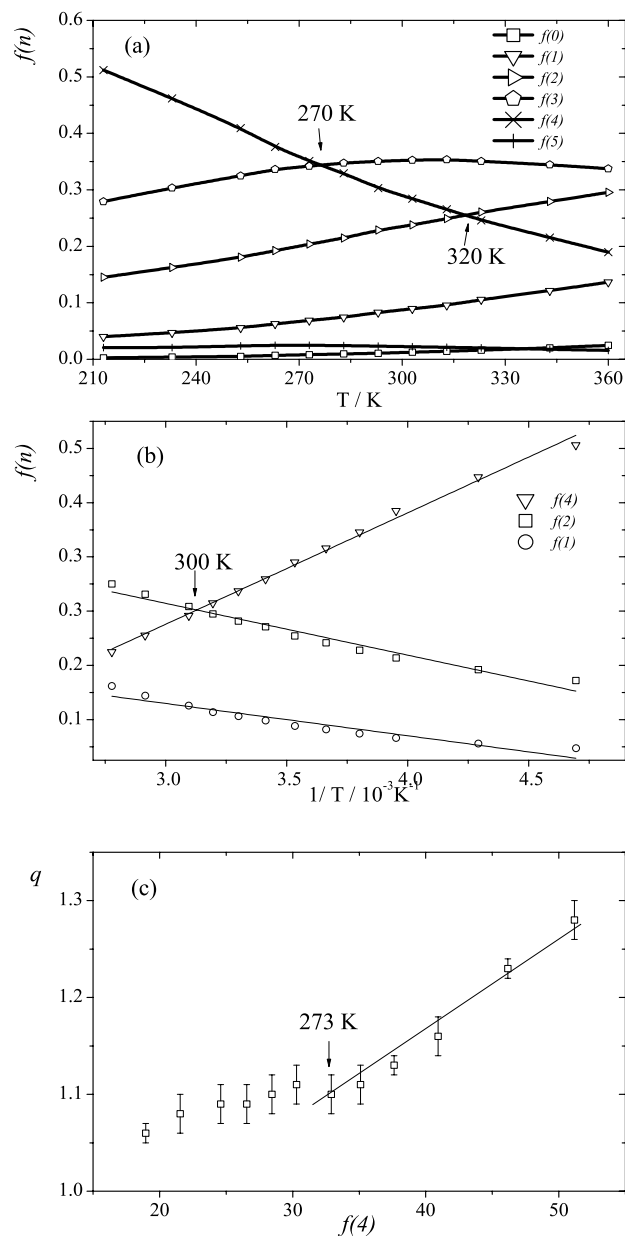 0.6
(a)
f(n)
f(0)
f(1)
0.5
f(2)
270 K
f(3)
f(4)
0.4
f(5)
0.3
0.2
320 K
0.1
0.0
210 240 270 300 330 360
T / K
f(n)
(b)
0.5
f(4)
0.4
f(2)
f(1)
0.3
300 K
0.3
0.2
0.1
3.0 3.5 4.0 4.5
1/ T / 10-3K-1
q
(c)
1.3
1.2
273 K
1.1
1.0
20 30 40 50
f(4)